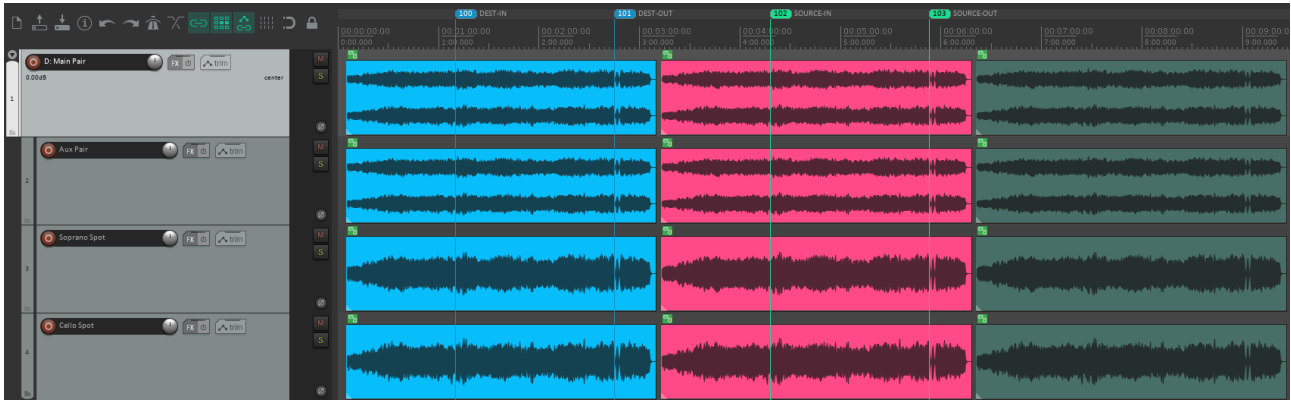 100 DEST-IN 101 DEST-OUT 102 SOURCE-IN 103 SOURCE-OUT
00:00:00:00 00:01:00:00 00:02:00:00 00:03:00:00 00:04:00:00 00:05:00:00 00:06:00:00 00:07:00:00 00:08:00:00 00:09:00:0
0:00.000 1:00.000 2:00.000 3:00.000 4:00.000 5:00.000 6:00.000 7:00.000 8:00.000 9:00.000
D: Main Pair FX trim M
0.00dB center S
1
Aux Pair FX trim M
S
2
Soprano Spot FX trim M
S
3
Cello Spot FX trim M
S
4